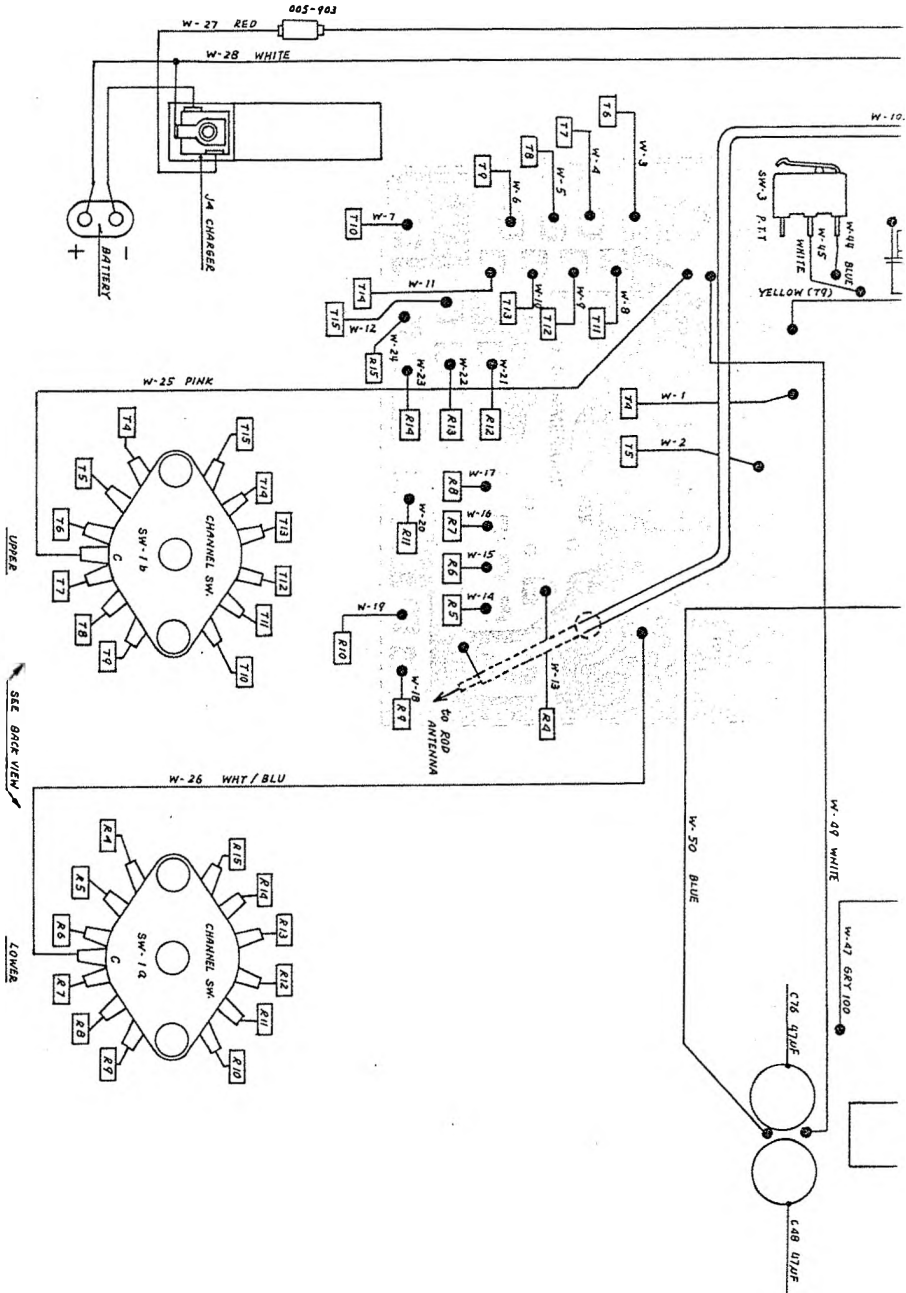 005-903
W-27 RED
W-28 WHITE
W-10
J4 CHARGER
+ -
BATTERY
T6
W-3
T7
W-4
T8
W-5
T9
W-6
T10
W-7
SW-3 P.T.T
W-44 BLUE
W-45
WHITE
YELLOW (T9)
T14
W-11
T15
W-12
T13
W-10
T12
W-9
T11
W-8
R15
W-24
W-23
R14
W-22
R13
W-21
R12
W-25 PINK
T4
W-1
T5
W-2
R8
W-17
R7
W-16
R6
W-15
R5
W-14
W-20
R11
W-19
R10
W-18
R9
W-13
R4
to ROD
ANTENNA
T4
T5
T6
C
T7
T8
T9
T15
T14
T13
T12
T11
T10
CHANNEL SW.
SW-1b
UPPER
SEE BACK VIEW
LOWER
W-26 WHT/BLU
R4
R5
R6
C
R7
R8
R9
R15
R14
R13
R12
R11
R10
CHANNEL SW.
SW-1a
W-50 BLUE
W-49 WHITE
W-47 GRY 100
C76 47µF
C48 47µF